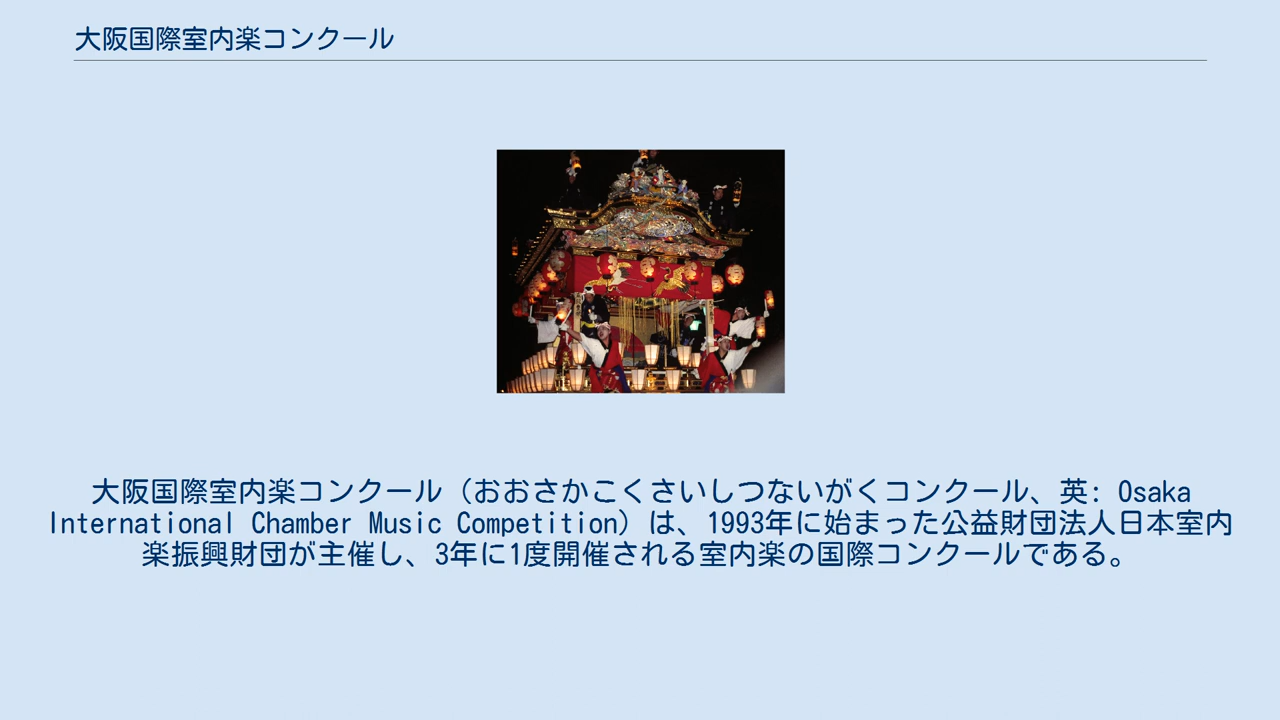 大阪国際室内楽コンクール
大阪国際室内楽コンクール（おおさかこくさいしつないがくコンクール、英: Osaka
International Chamber Music Competition）は、1993年に始まった公益財団法人日本室内
楽振興財団が主催し、3年に1度開催される室内楽の国際コンクールである。